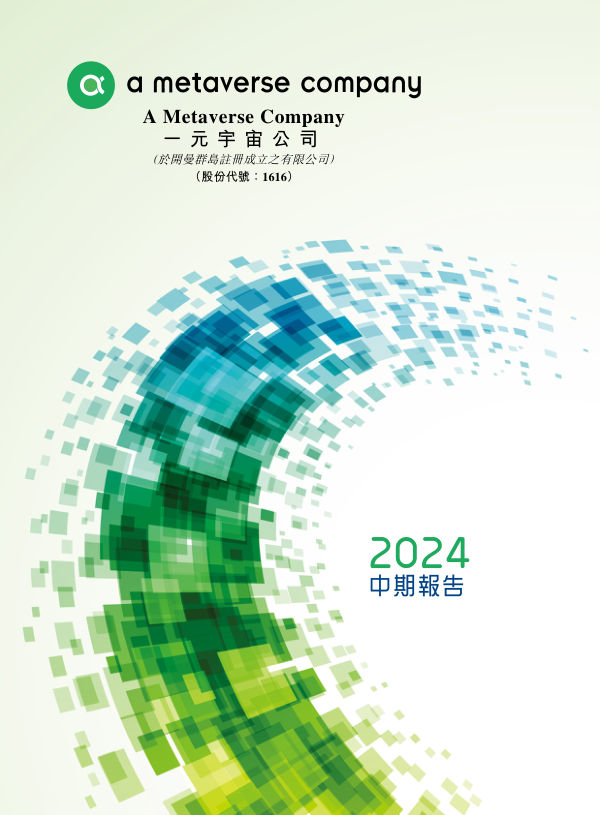 a metaverse company
A Metaverse Company
一元宇宙公司
(於開曼群島註冊成立之有限公司)
(股份代號：1616)
2024
中期報告